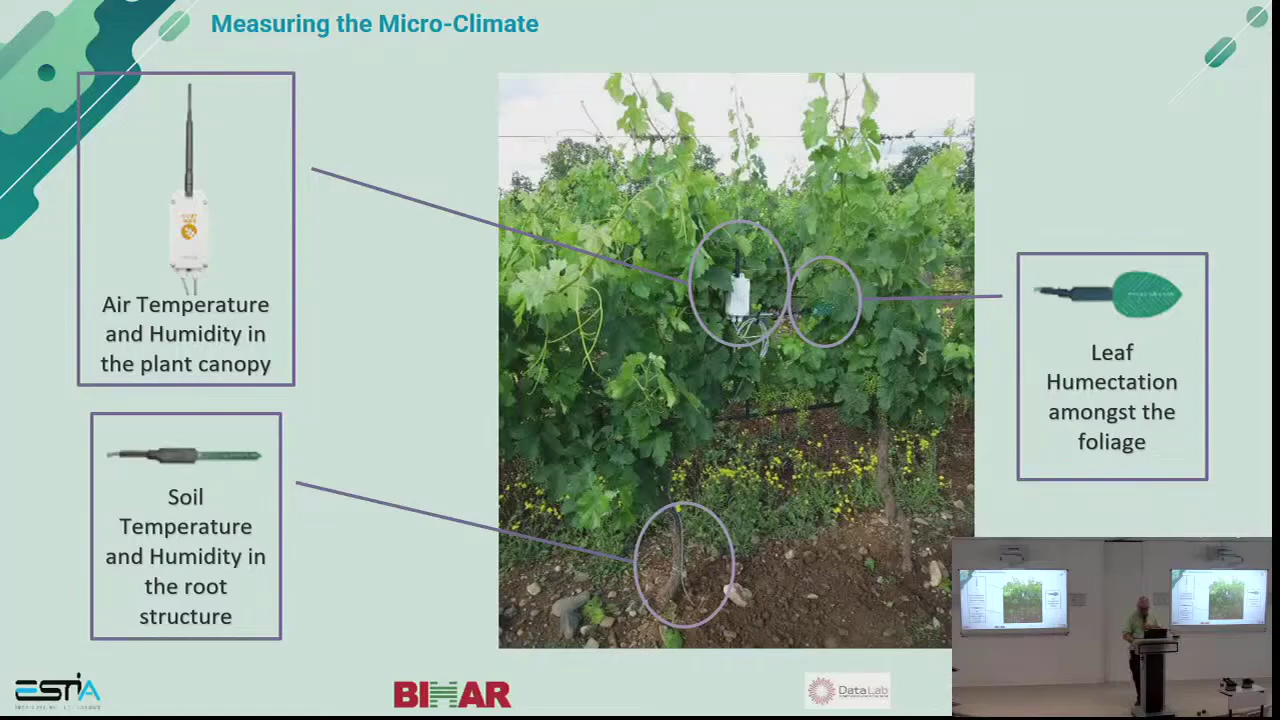 Measuring the Micro-Climate
Air Temperature
and Humidity in
the plant canopy
Soil
Temperature
and Humidity in
the root
structure
Leaf
Humectation
amongst the
foliage
ESTIA
BIHAR
DataLab